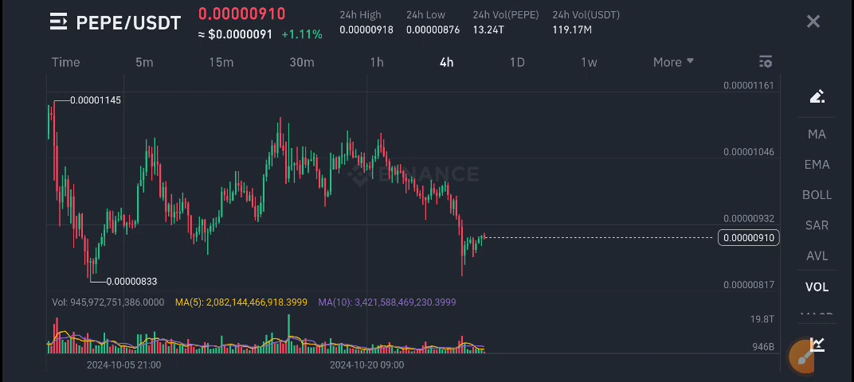 PEPE/USDT
0.00000910
≈ $0.0000091 +1.11%
24h High
0.00000918
24h Low
0.00000876
24h Vol(PEPE)
13.24T
24h Vol(USDT)
119.17M
Time 5m 15m 30m 1h 4h 1D 1w More
0.00001161
0.00001145
0.00001046
BINANCE
0.00000932
0.00000910
0.00000833
0.00000817
Vol: 945,972,751,386.0000 MA(5): 2,082,144,466,918.3999 MA(10): 3,421,588,469,230.3999
19.8T
946B
2024-10-05 21:00 2024-10-20 09:00
MA
EMA
BOLL
SAR
AVL
VOL